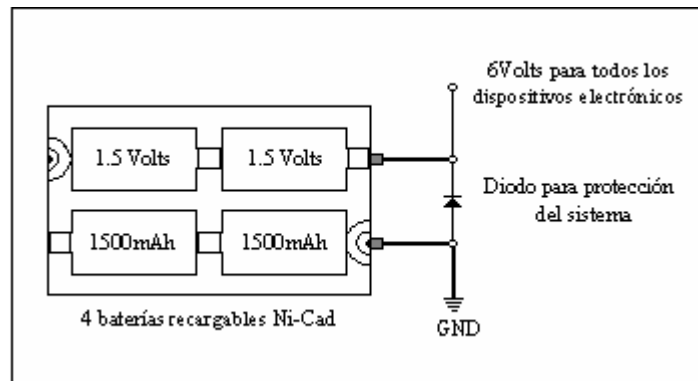 6Volts para todos los
dispositivos electrónicos
1.5 Volts
1.5 Volts
Diodo para protección
del sistema
1500mAh
1500mAh
4 baterías recargables Ni-Cad
GND